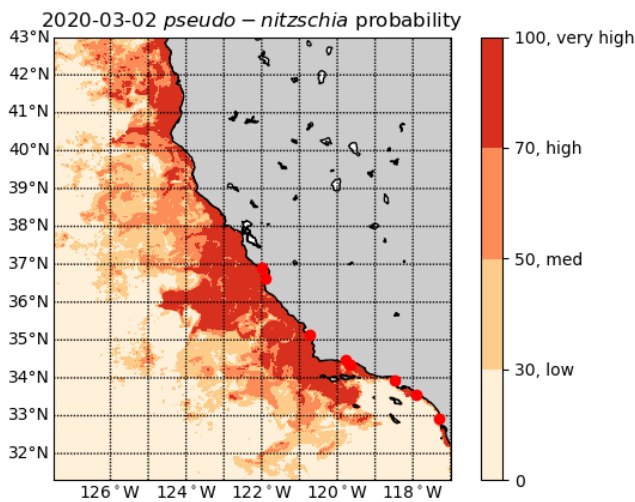 2020-03-02 pseudo − nitzschia probability
43°N
42°N
41°N
40°N
39°N
38°N
37°N
36°N
35°N
34°N
33°N
32°N
126°W 124°W 122°W 120°W 118°W
100, very high
70, high
50, med
30, low
0